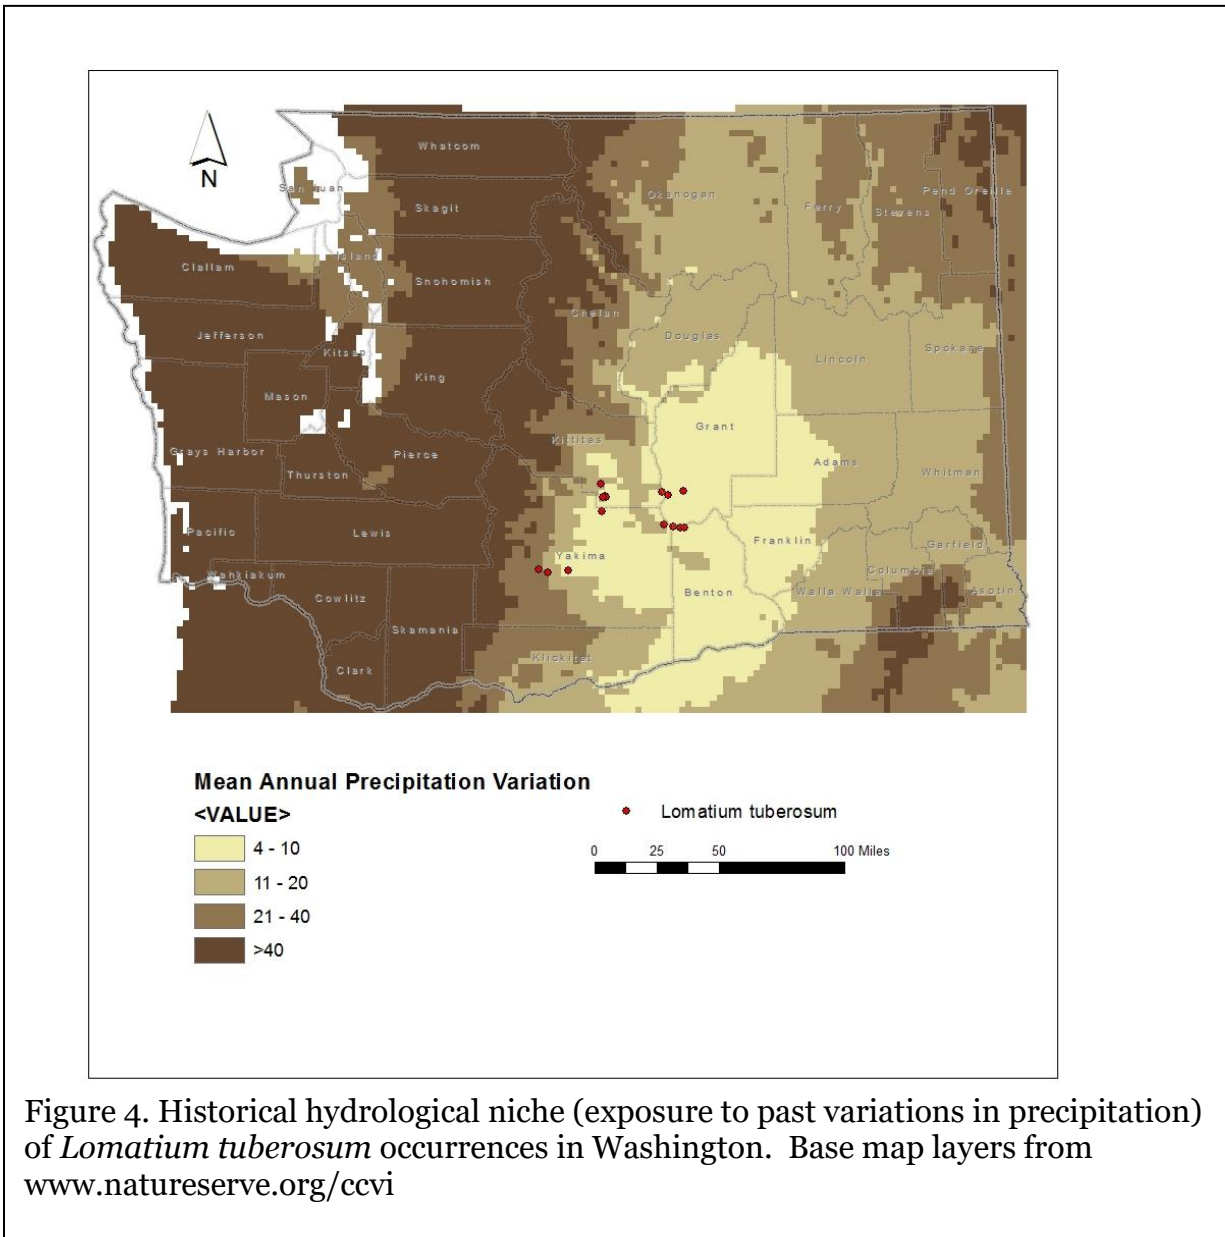 N
Whatcom
San Juan
Skagit
Okanogan
Ferry
Stevens
Pend Oreille
Island
Clallam
Snohomish
Chelan
Jefferson
Kitsap
Douglas
Lincoln
Spokane
King
Mason
Grant
Kittitas
Grays Harbor
Pierce
Adams
Whitman
Thurston
Pacific
Lewis
Yakima
Franklin
Garfield
Wahkiakum
Columbia
Cowlitz
Benton
Walla Walla
Asotin
Skamania
Clark
Klickitat
Mean Annual Precipitation Variation
<VALUE>
4 - 10
11 - 20
21 - 40
>40
Lomatium tuberosum
0 25 50 100 Miles
Figure 4. Historical hydrological niche (exposure to past variations in precipitation)
of Lomatium tuberosum occurrences in Washington. Base map layers from
www.natureserve.org/ccvi